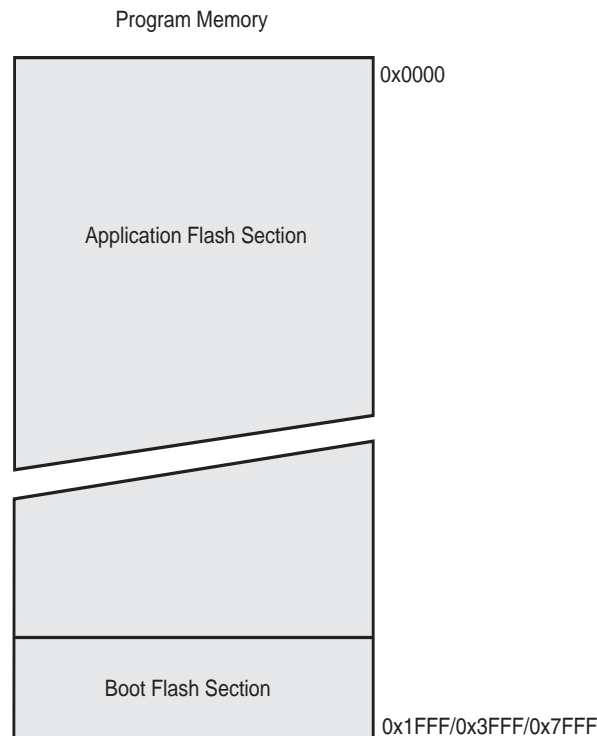 Program Memory
0x0000
Application Flash Section
Boot Flash Section
0x1FFF/0x3FFF/0x7FFF